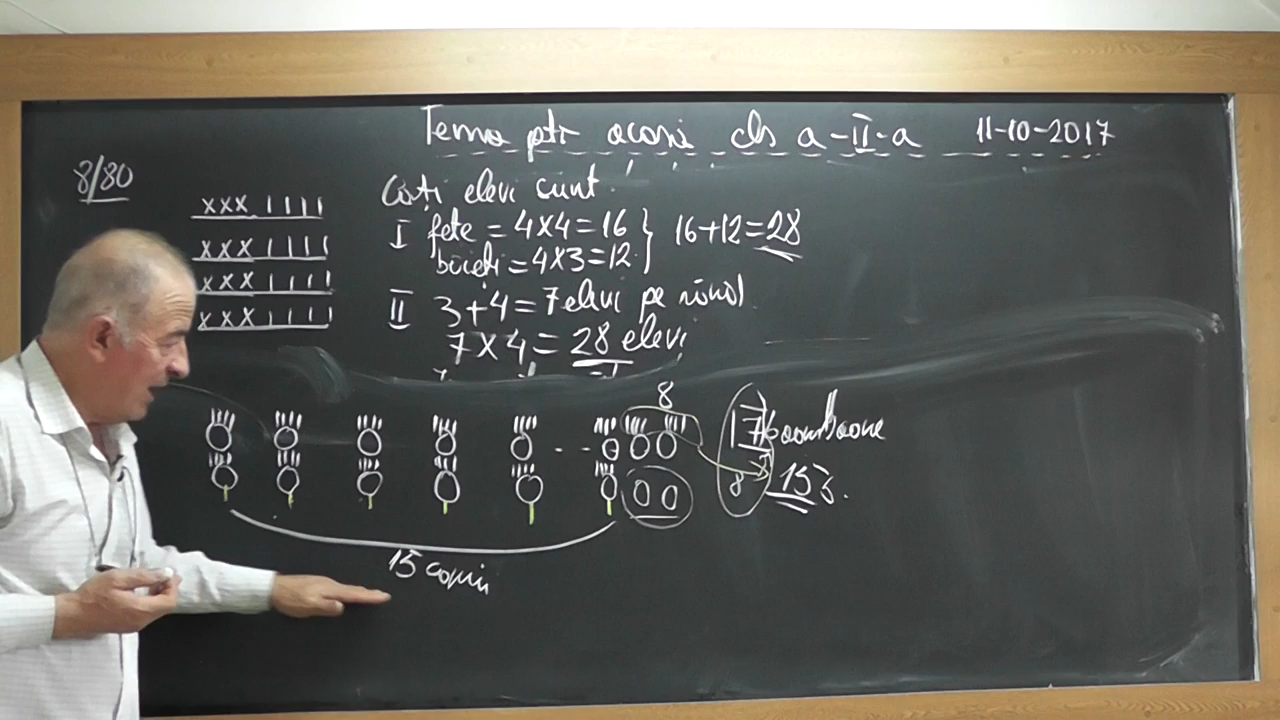 Tema ptr acasă cls a-II-a 11-10-2017
8/80
Câți elevi sunt
XXX IIII
XXX IIII
XXX IIII
XXX IIII
I fete = 4x4=16 } 16+12=28
băieți=4x3=12
II 3+4=7 elevi pe rând
7 x 4 = 28 elevi
8
17 bomboane
8
15 copii